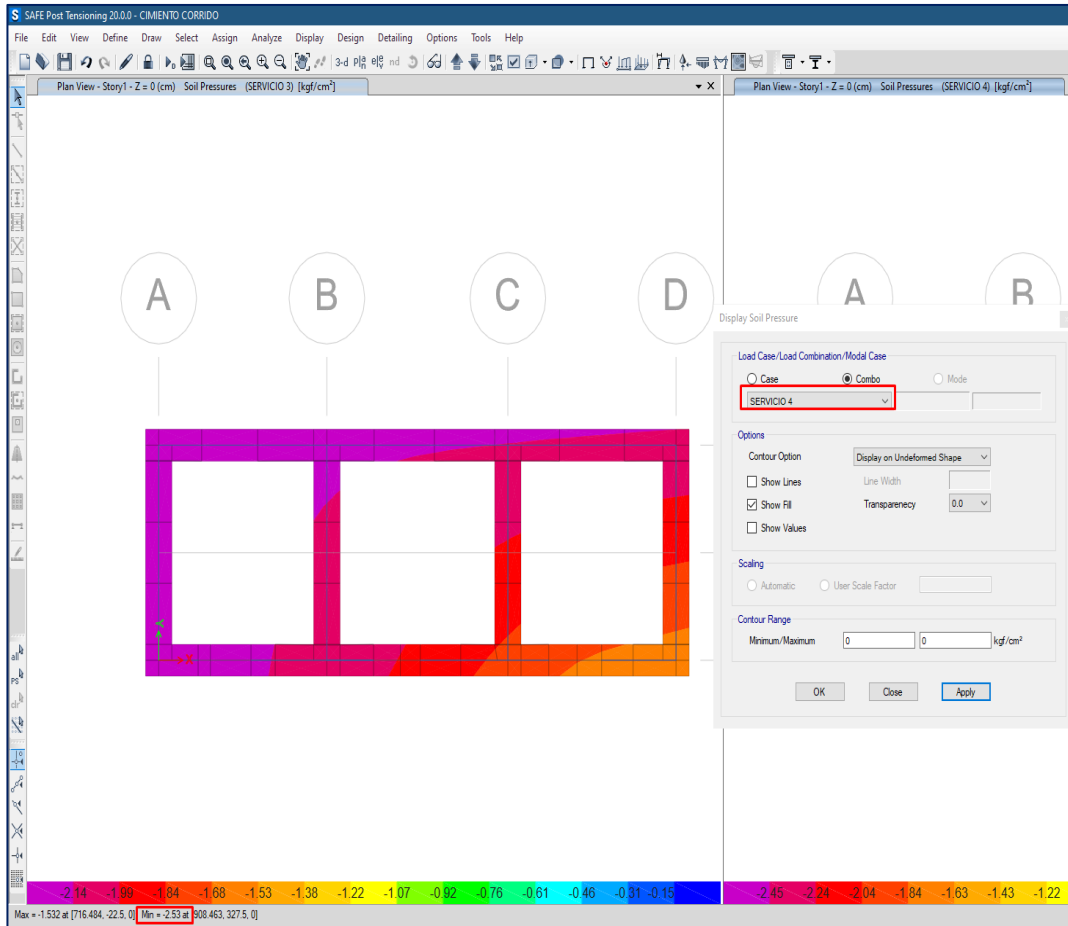 S SAFE Post Tensioning 20.0.0 - CIMIENTO CORRIDO
File Edit View Define Draw Select Assign Analyze Display Design Detailing Options Tools Help
3-d nd
Plan View - Story1 - Z = 0 (cm) Soil Pressures (SERVICIO 3) [kgf/cm²]
X
Plan View - Story1 - Z = 0 (cm) Soil Pressures (SERVICIO 4) [kgf/cm²]
A B C D
A B
Display Soil Pressure
Load Case/Load Combination/Modal Case
Case Combo Mode
SERVICIO 4
Options
Contour Option Display on Undeformed Shape
Show Lines Line Width
Show Fill Transparenecy 0.0
Show Values
Scaling
Automatic User Scale Factor
Contour Range
Minimum/Maximum 0 0 kgf/cm²
OK Close Apply
Y
X
all
PS
clr
-2.14 -1.99 -1.84 -1.68 -1.53 -1.38 -1.22 -1.07 -0.92 -0.76 -0.61 -0.46 -0.31 -0.15
-2.45 -2.24 -2.04 -1.84 -1.63 -1.43 -1.22
Max = -1.532 at [716.484, -22.5, 0] Min = -2.53 at 908.463, 327.5, 0]